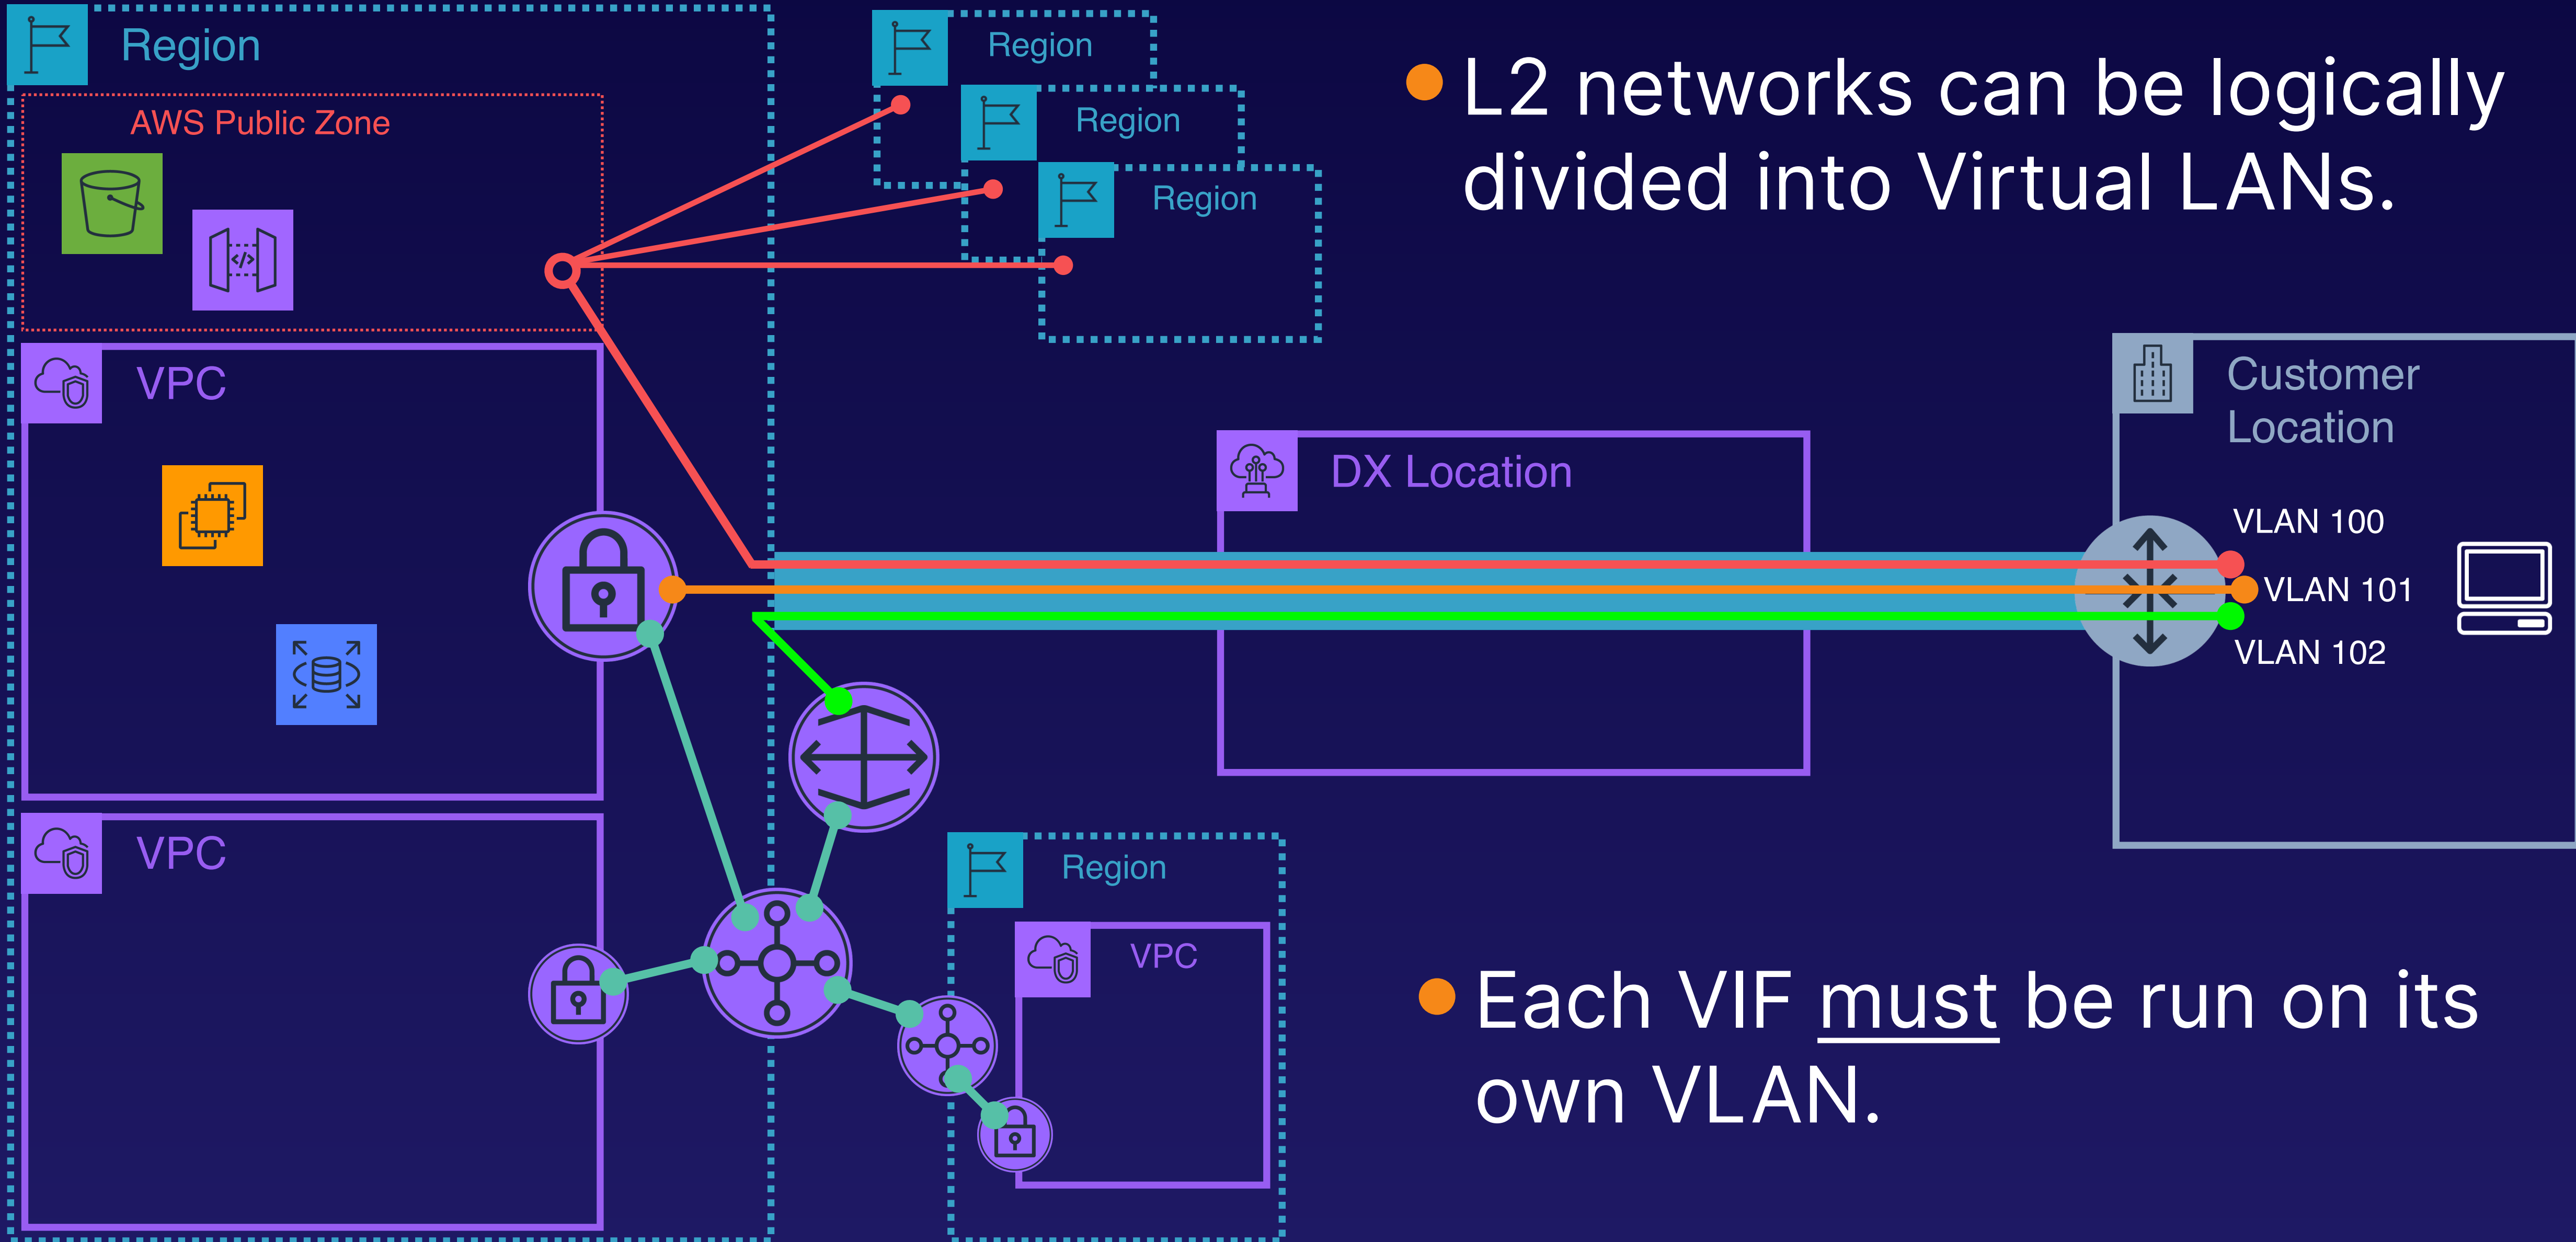 Region
AWS Public Zone
VPC
VPC
Region
Region
Region
L2 networks can be logically
divided into Virtual LANs.
DX Location
Customer
Location
VLAN 100
VLAN 101
VLAN 102
Region
VPC
Each VIF must be run on its
own VLAN.